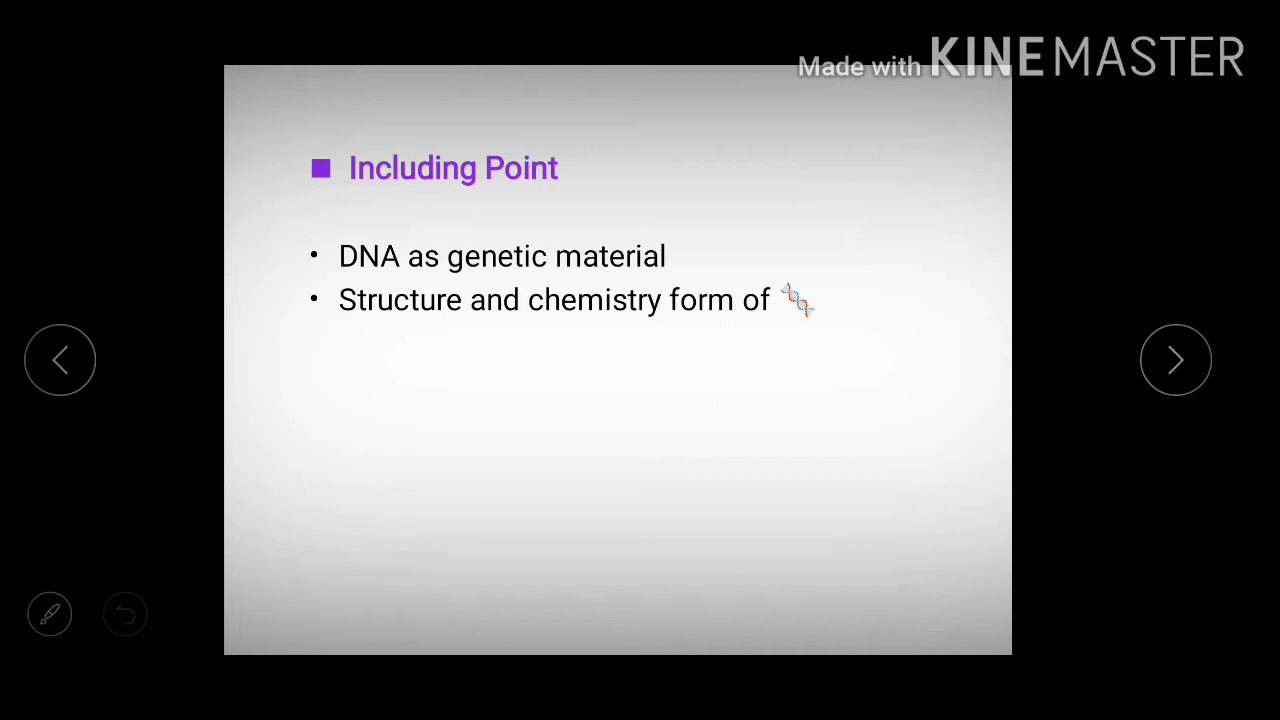 Made with KINEMASTER
■ Including Point
• DNA as genetic material
• Structure and chemistry form of 🧬